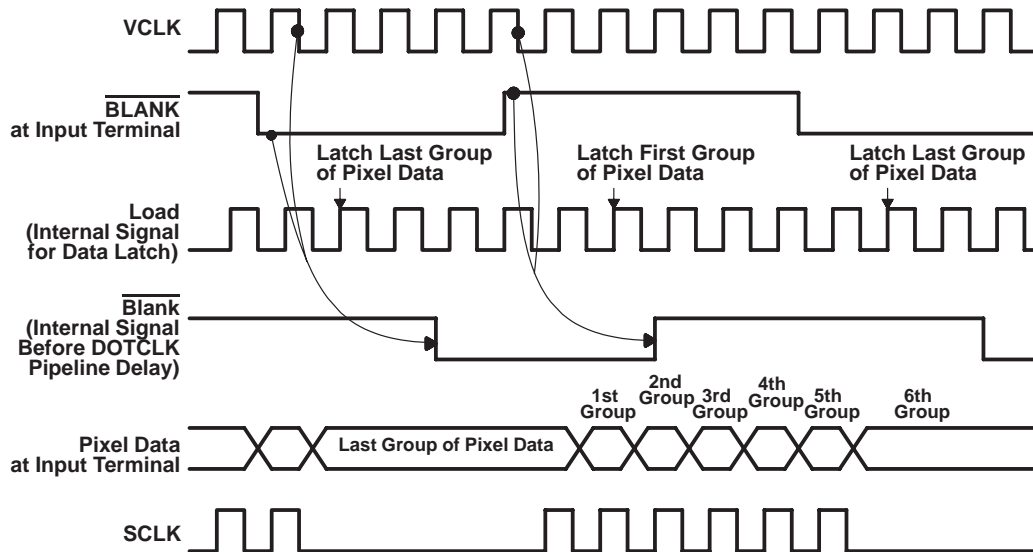 VCLK
BLANK
at Input Terminal
Latch Last Group
of Pixel Data
Latch First Group
of Pixel Data
Latch Last Group
of Pixel Data
Load
(Internal Signal
for Data Latch)
Blank
(Internal Signal
Before DOTCLK
Pipeline Delay)
1st
Group
2nd
Group
3rd
Group
4th
Group
5th
Group
6th
Group
Pixel Data
at Input Terminal
Last Group of Pixel Data
SCLK